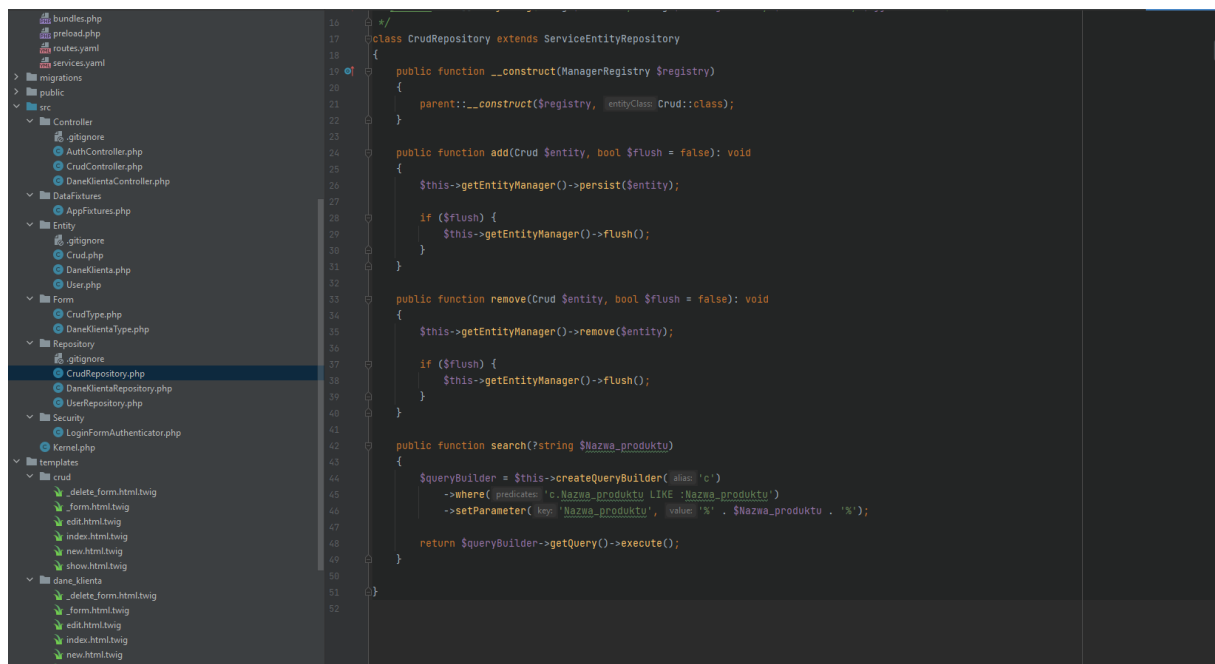 bundles.php
preload.php
routes.yaml
services.yaml
migrations
public
src
Controller
.gitignore
AuthController.php
CrudController.php
DaneKlientaController.php
DataFixtures
AppFixtures.php
Entity
.gitignore
Crud.php
DaneKlienta.php
User.php
Form
CrudType.php
DaneKlientaType.php
Repository
.gitignore
CrudRepository.php
DaneKlientaRepository.php
UserRepository.php
Security
LoginFormAuthenticator.php
Kernel.php
templates
crud
_delete_form.html.twig
_form.html.twig
edit.html.twig
index.html.twig
new.html.twig
show.html.twig
dane_klienta
_delete_form.html.twig
_form.html.twig
edit.html.twig
index.html.twig
new.html.twig
16 */
17 class CrudRepository extends ServiceEntityRepository
18 {
19 public function __construct(ManagerRegistry $registry)
20 {
21 parent::__construct($registry, entityClass: Crud::class);
22 }
23
24 public function add(Crud $entity, bool $flush = false): void
25 {
26 $this->getEntityManager()->persist($entity);
27
28 if ($flush) {
29 $this->getEntityManager()->flush();
30 }
31 }
32
33 public function remove(Crud $entity, bool $flush = false): void
34 {
35 $this->getEntityManager()->remove($entity);
36
37 if ($flush) {
38 $this->getEntityManager()->flush();
39 }
40 }
41
42 public function search(?string $Nazwa_produktu)
43 {
44 $queryBuilder = $this->createQueryBuilder( alias: 'c')
45 ->where( predicates: 'c.Nazwa_produktu LIKE :Nazwa_produktu')
46 ->setParameter( key: 'Nazwa_produktu', value: '%' . $Nazwa_produktu . '%');
47
48 return $queryBuilder->getQuery()->execute();
49 }
50
51 }
52